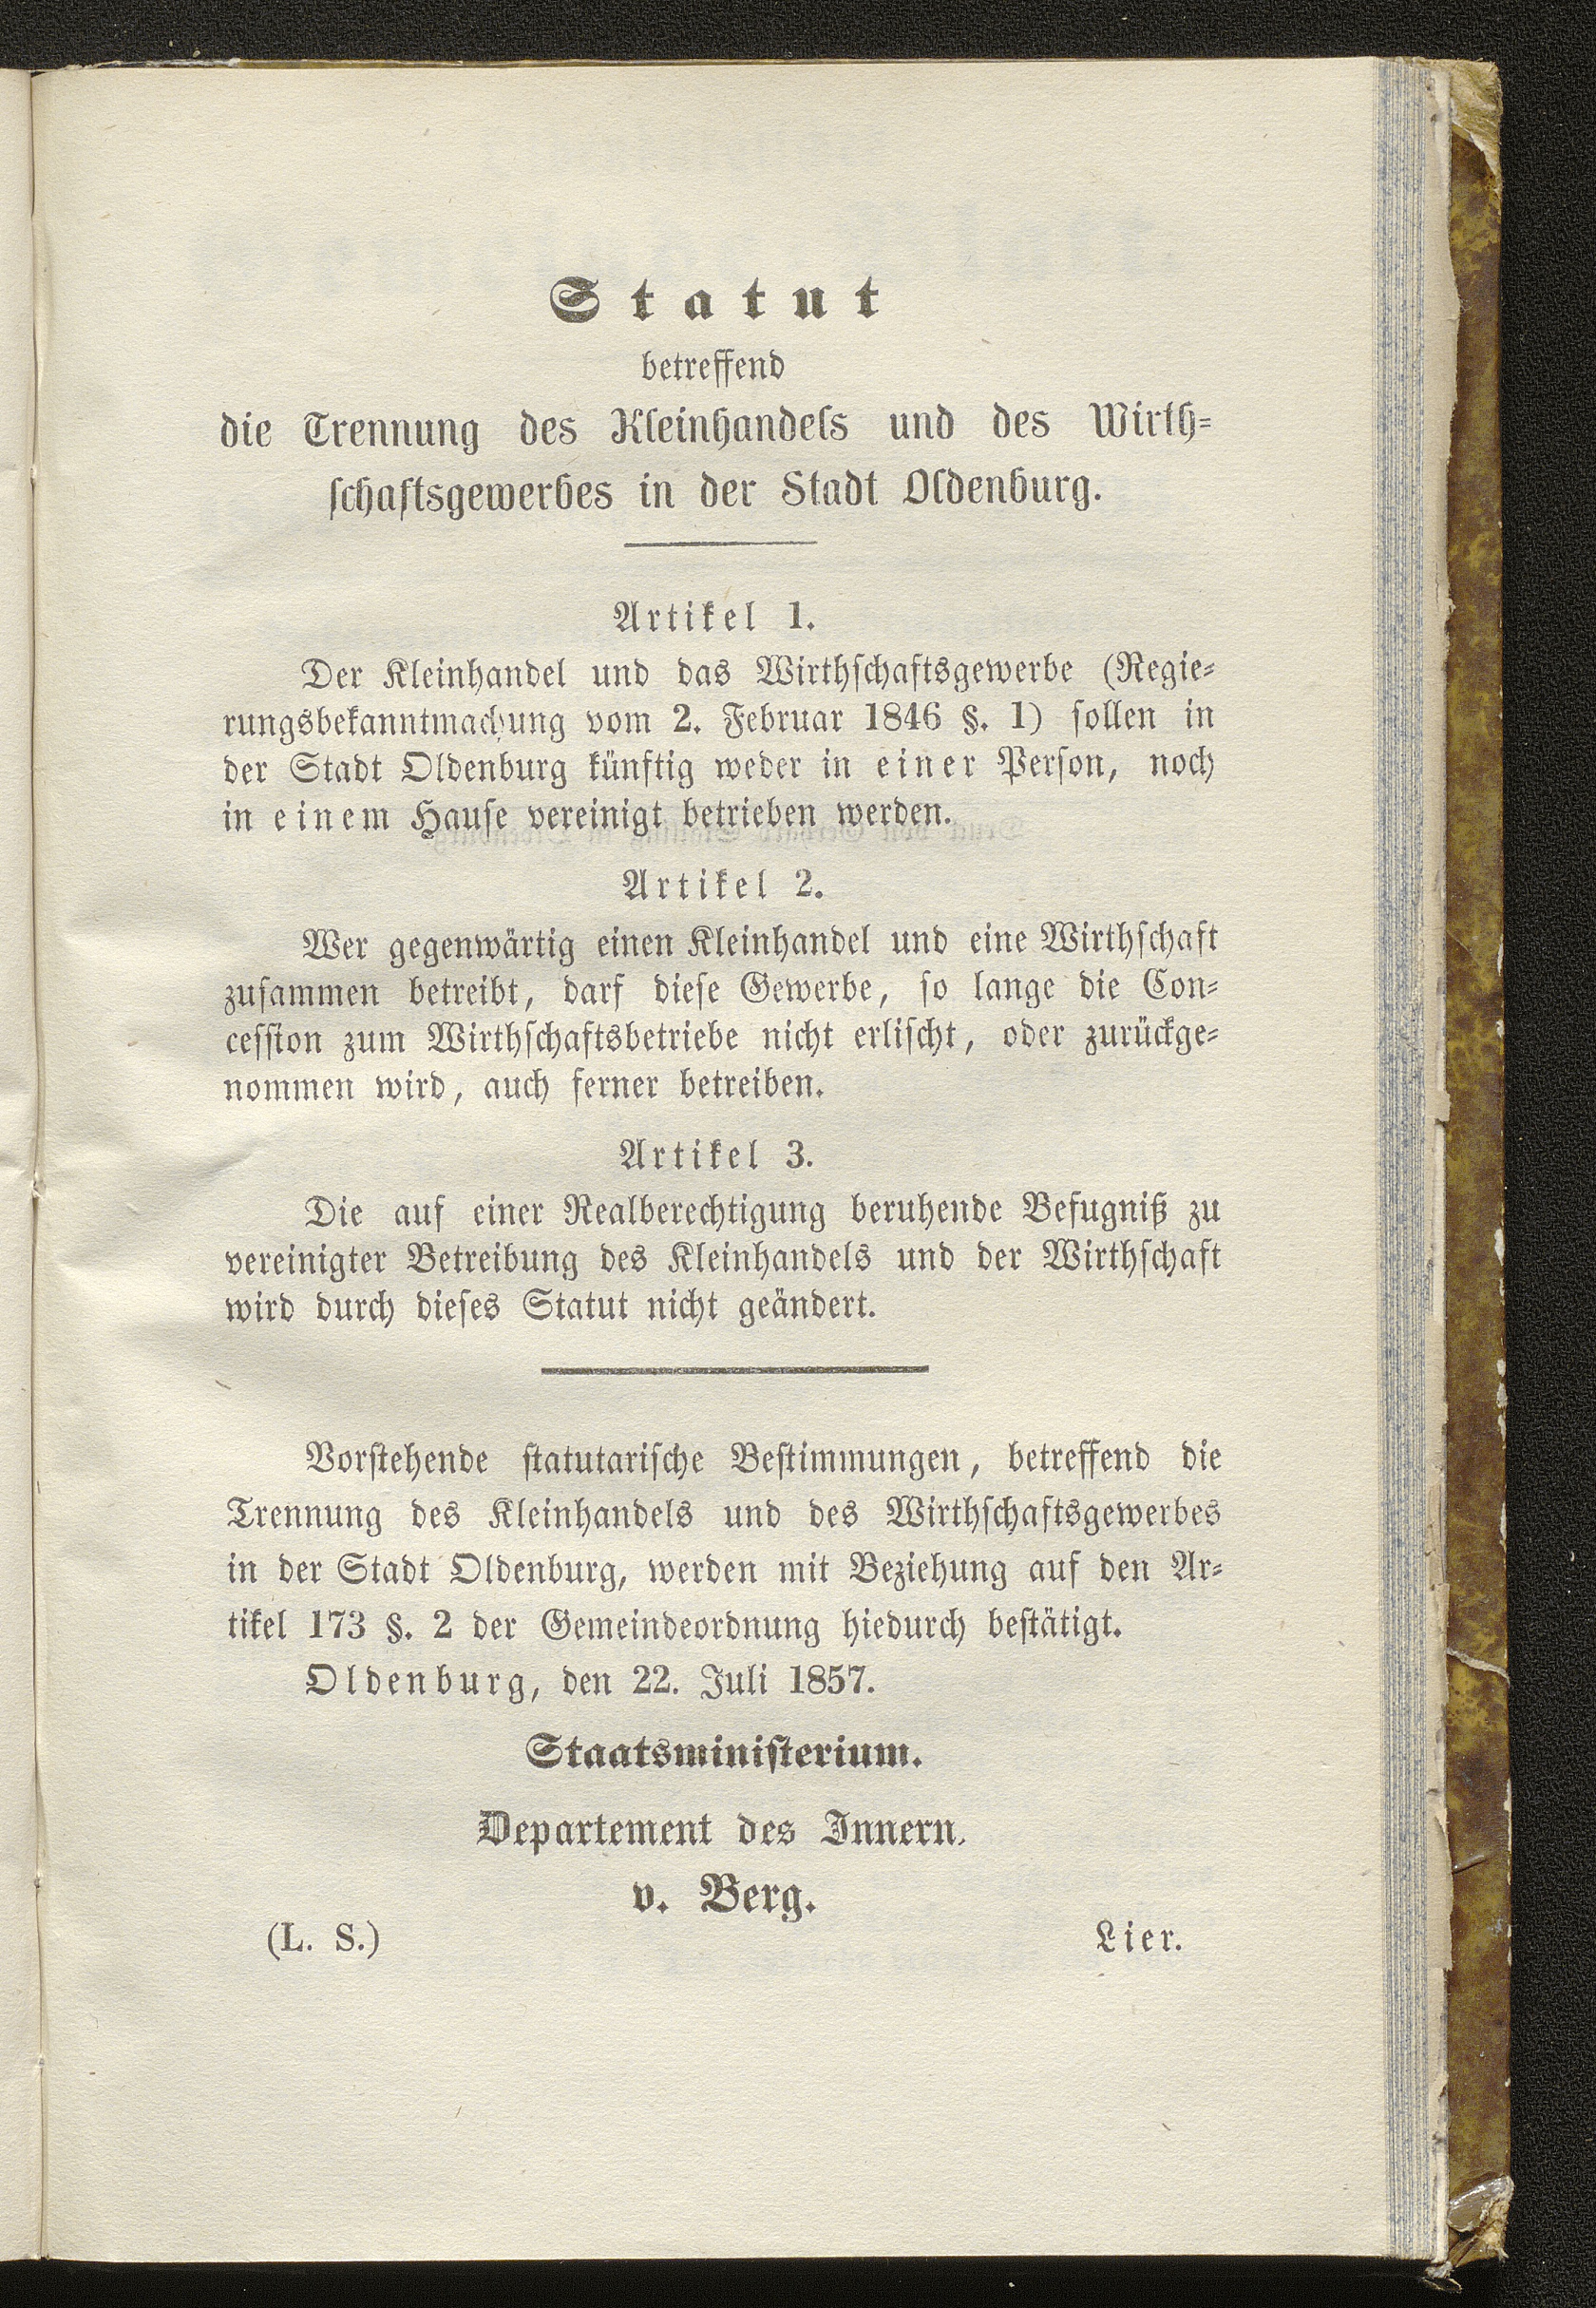 Statut
betreffend
die Trennung des Kleinhandels und des Wirth-
schaftsgewerbes in der Stadt Oldenburg.
Artikel 1.
Der Kleinhandel und das Wirthschaftsgewerbe (Regie-
rungsbekanntmachung vom 2. Februar 1846 §. 1) sollen in
der Stadt Oldenburg künftig weder in einer Person, noch
in einem Hause vereinigt betrieben werden.
Artikel 2.
Wer gegenwärtig einen Kleinhandel und eine Wirthschaft
zusammen betreibt, darf diese Gewerbe, so lange die Con-
cession zum Wirthschaftsbetriebe nicht erlischt, oder zurückge-
nommen wird, auch ferner betreiben.
Artikel 3.
Die auf einer Realberechtigung beruhende Befugniß zu
vereinigter Betreibung des Kleinhandels und der Wirthschaft
wird durch dieses Statut nicht geändert.
Vorstehende statutarische Bestimmungen, betreffend die
Trennung des Kleinhandels und des Wirthschaftsgewerbes
in der Stadt Oldenburg, werden mit Beziehung auf den Ar-
tikel 173 §. 2 der Gemeindeordnung hiedurch bestätigt.
Oldenburg, den 22. Juli 1857.
Staatsministerium.
Departement des Innern.
v. Berg.
(L. S.) Lier.